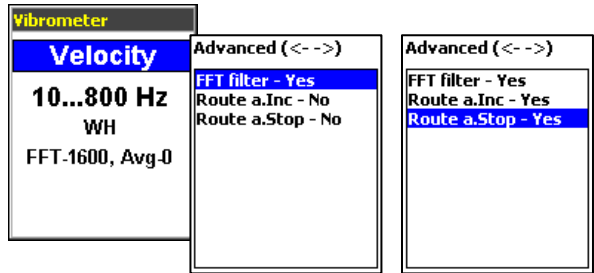 Vibrometer
Velocity
10...800 Hz
WH
FFT-1600, Avg-0
Advanced (<- ->)
FFT filter - Yes
Route a.Inc - No
Route a.Stop - No
Advanced (<- ->)
FFT filter - Yes
Route a.Inc - Yes
Route a.Stop - Yes